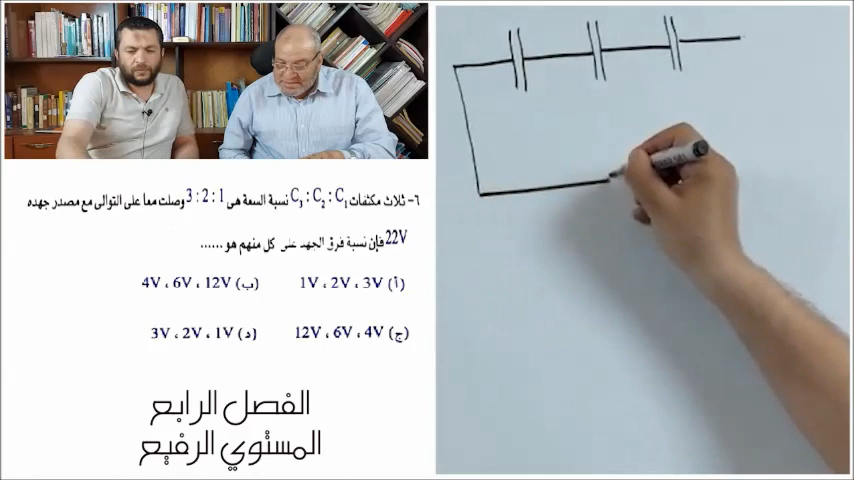 ٦- ثلاث مكثفات C₃ : C₂ : C₁ نسبة السعة هى 3 : 2 : 1 وصلت معا على التوالى مع مصدر جهده
22V فإن نسبة فرق الجهد على كل منهم هو ......
(أ) 1V ، 2V ، 3V (ب) 4V ، 6V ، 12V
(ج) 12V ، 6V ، 4V (د) 3V ، 2V ، 1V
الفصل الرابع
المستوي الرفيع